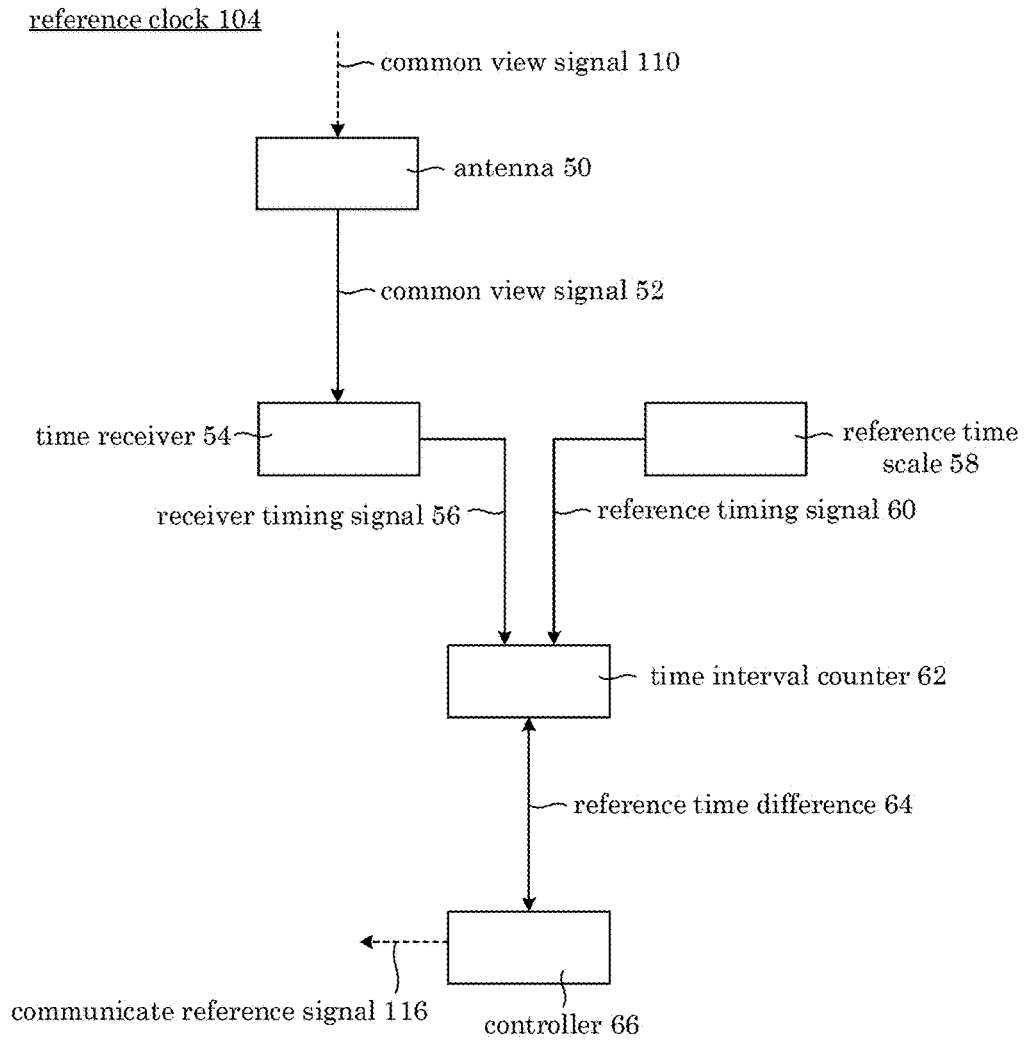 reference clock 104
common view signal 110
antenna 50
common view signal 52
time receiver 54
reference time
scale 58
receiver timing signal 56
reference timing signal 60
time interval counter 62
reference time difference 64
communicate reference signal 116
controller 66